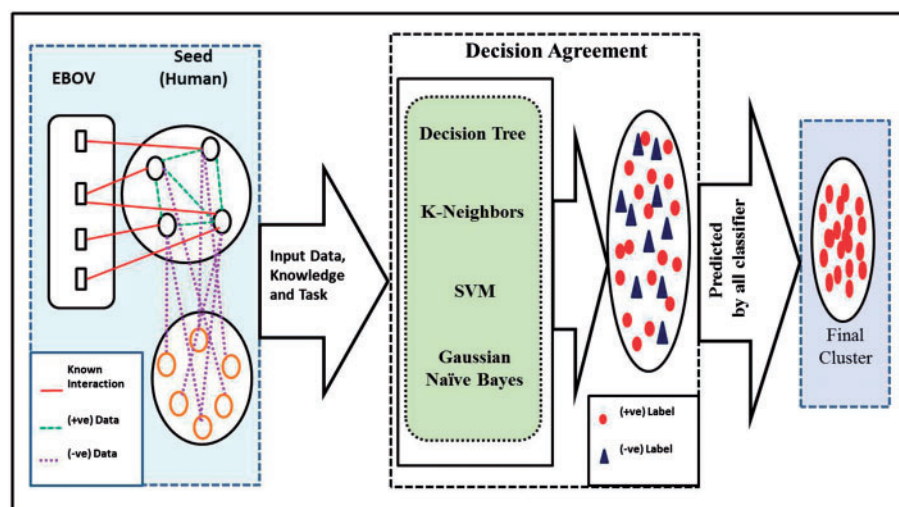 EBOV
Seed
(Human)
Known
Interaction
(+ve) Data
(-ve) Data
Input Data,
Knowledge
and Task
Decision Agreement
Decision Tree
K-Neighbors
SVM
Gaussian
Naïve Bayes
(+ve) Label
(-ve) Label
Predicted
by all classifier
Final
Cluster